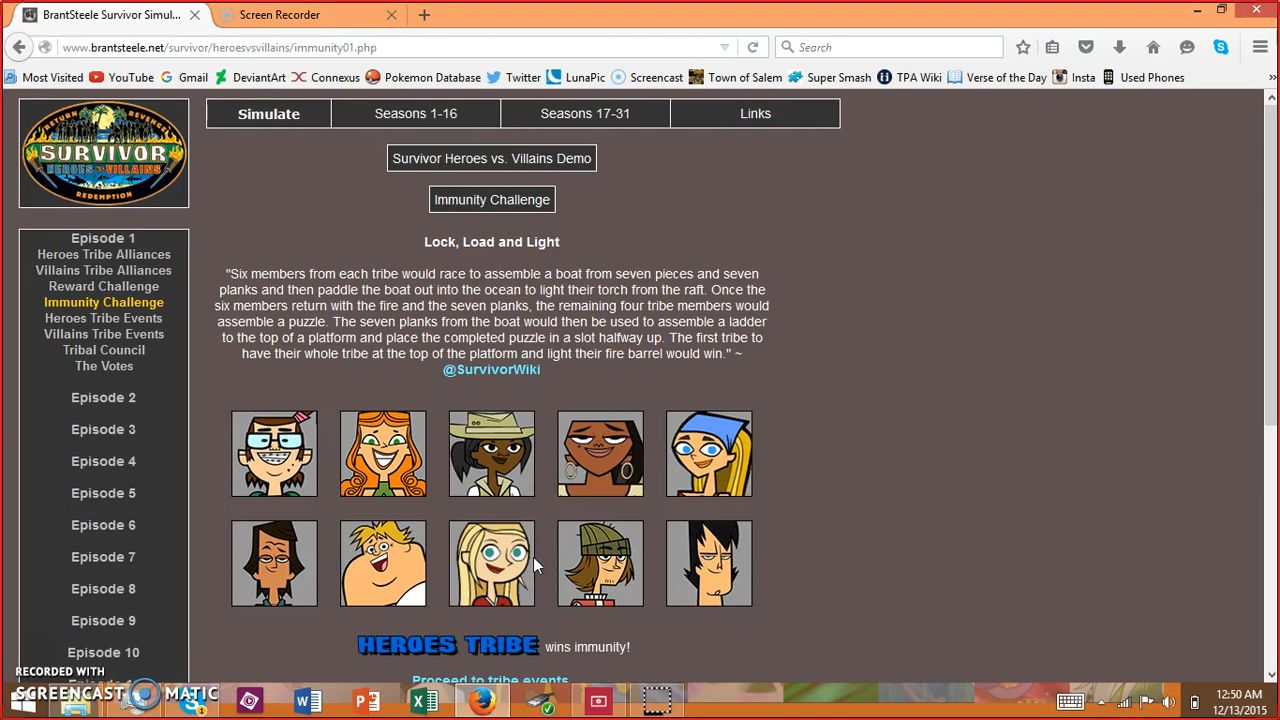 BrantSteele Survivor Simul...
Screen Recorder
www.brantsteele.net/survivor/heroesvsvillains/immunity01.php
Search
Most Visited
YouTube
Gmail
DeviantArt
Connexus
Pokemon Database
Twitter
LunaPic
Screencast
Town of Salem
Super Smash
TPA Wiki
Verse of the Day
Insta
Used Phones
RETURN REVENGE
SURVIVOR
HEROES VS VILLAINS
REDEMPTION
Simulate
Seasons 1-16
Seasons 17-31
Links
Survivor Heroes vs. Villains Demo
Immunity Challenge
Lock, Load and Light
"Six members from each tribe would race to assemble a boat from seven pieces and seven
planks and then paddle the boat out into the ocean to light their torch from the raft. Once the
six members return with the fire and the seven planks, the remaining four tribe members would
assemble a puzzle. The seven planks from the boat would then be used to assemble a ladder
to the top of a platform and place the completed puzzle in a slot halfway up. The first tribe to
have their whole tribe at the top of the platform and light their fire barrel would win." ~
@SurvivorWiki
HEROES TRIBE wins immunity!
Proceed to tribe events.
Episode 1
Heroes Tribe Alliances
Villains Tribe Alliances
Reward Challenge
Immunity Challenge
Heroes Tribe Events
Villains Tribe Events
Tribal Council
The Votes
Episode 2
Episode 3
Episode 4
Episode 5
Episode 6
Episode 7
Episode 8
Episode 9
Episode 10
RECORDED WITH
SCREENCAST MATIC
12:50 AM
12/13/2015